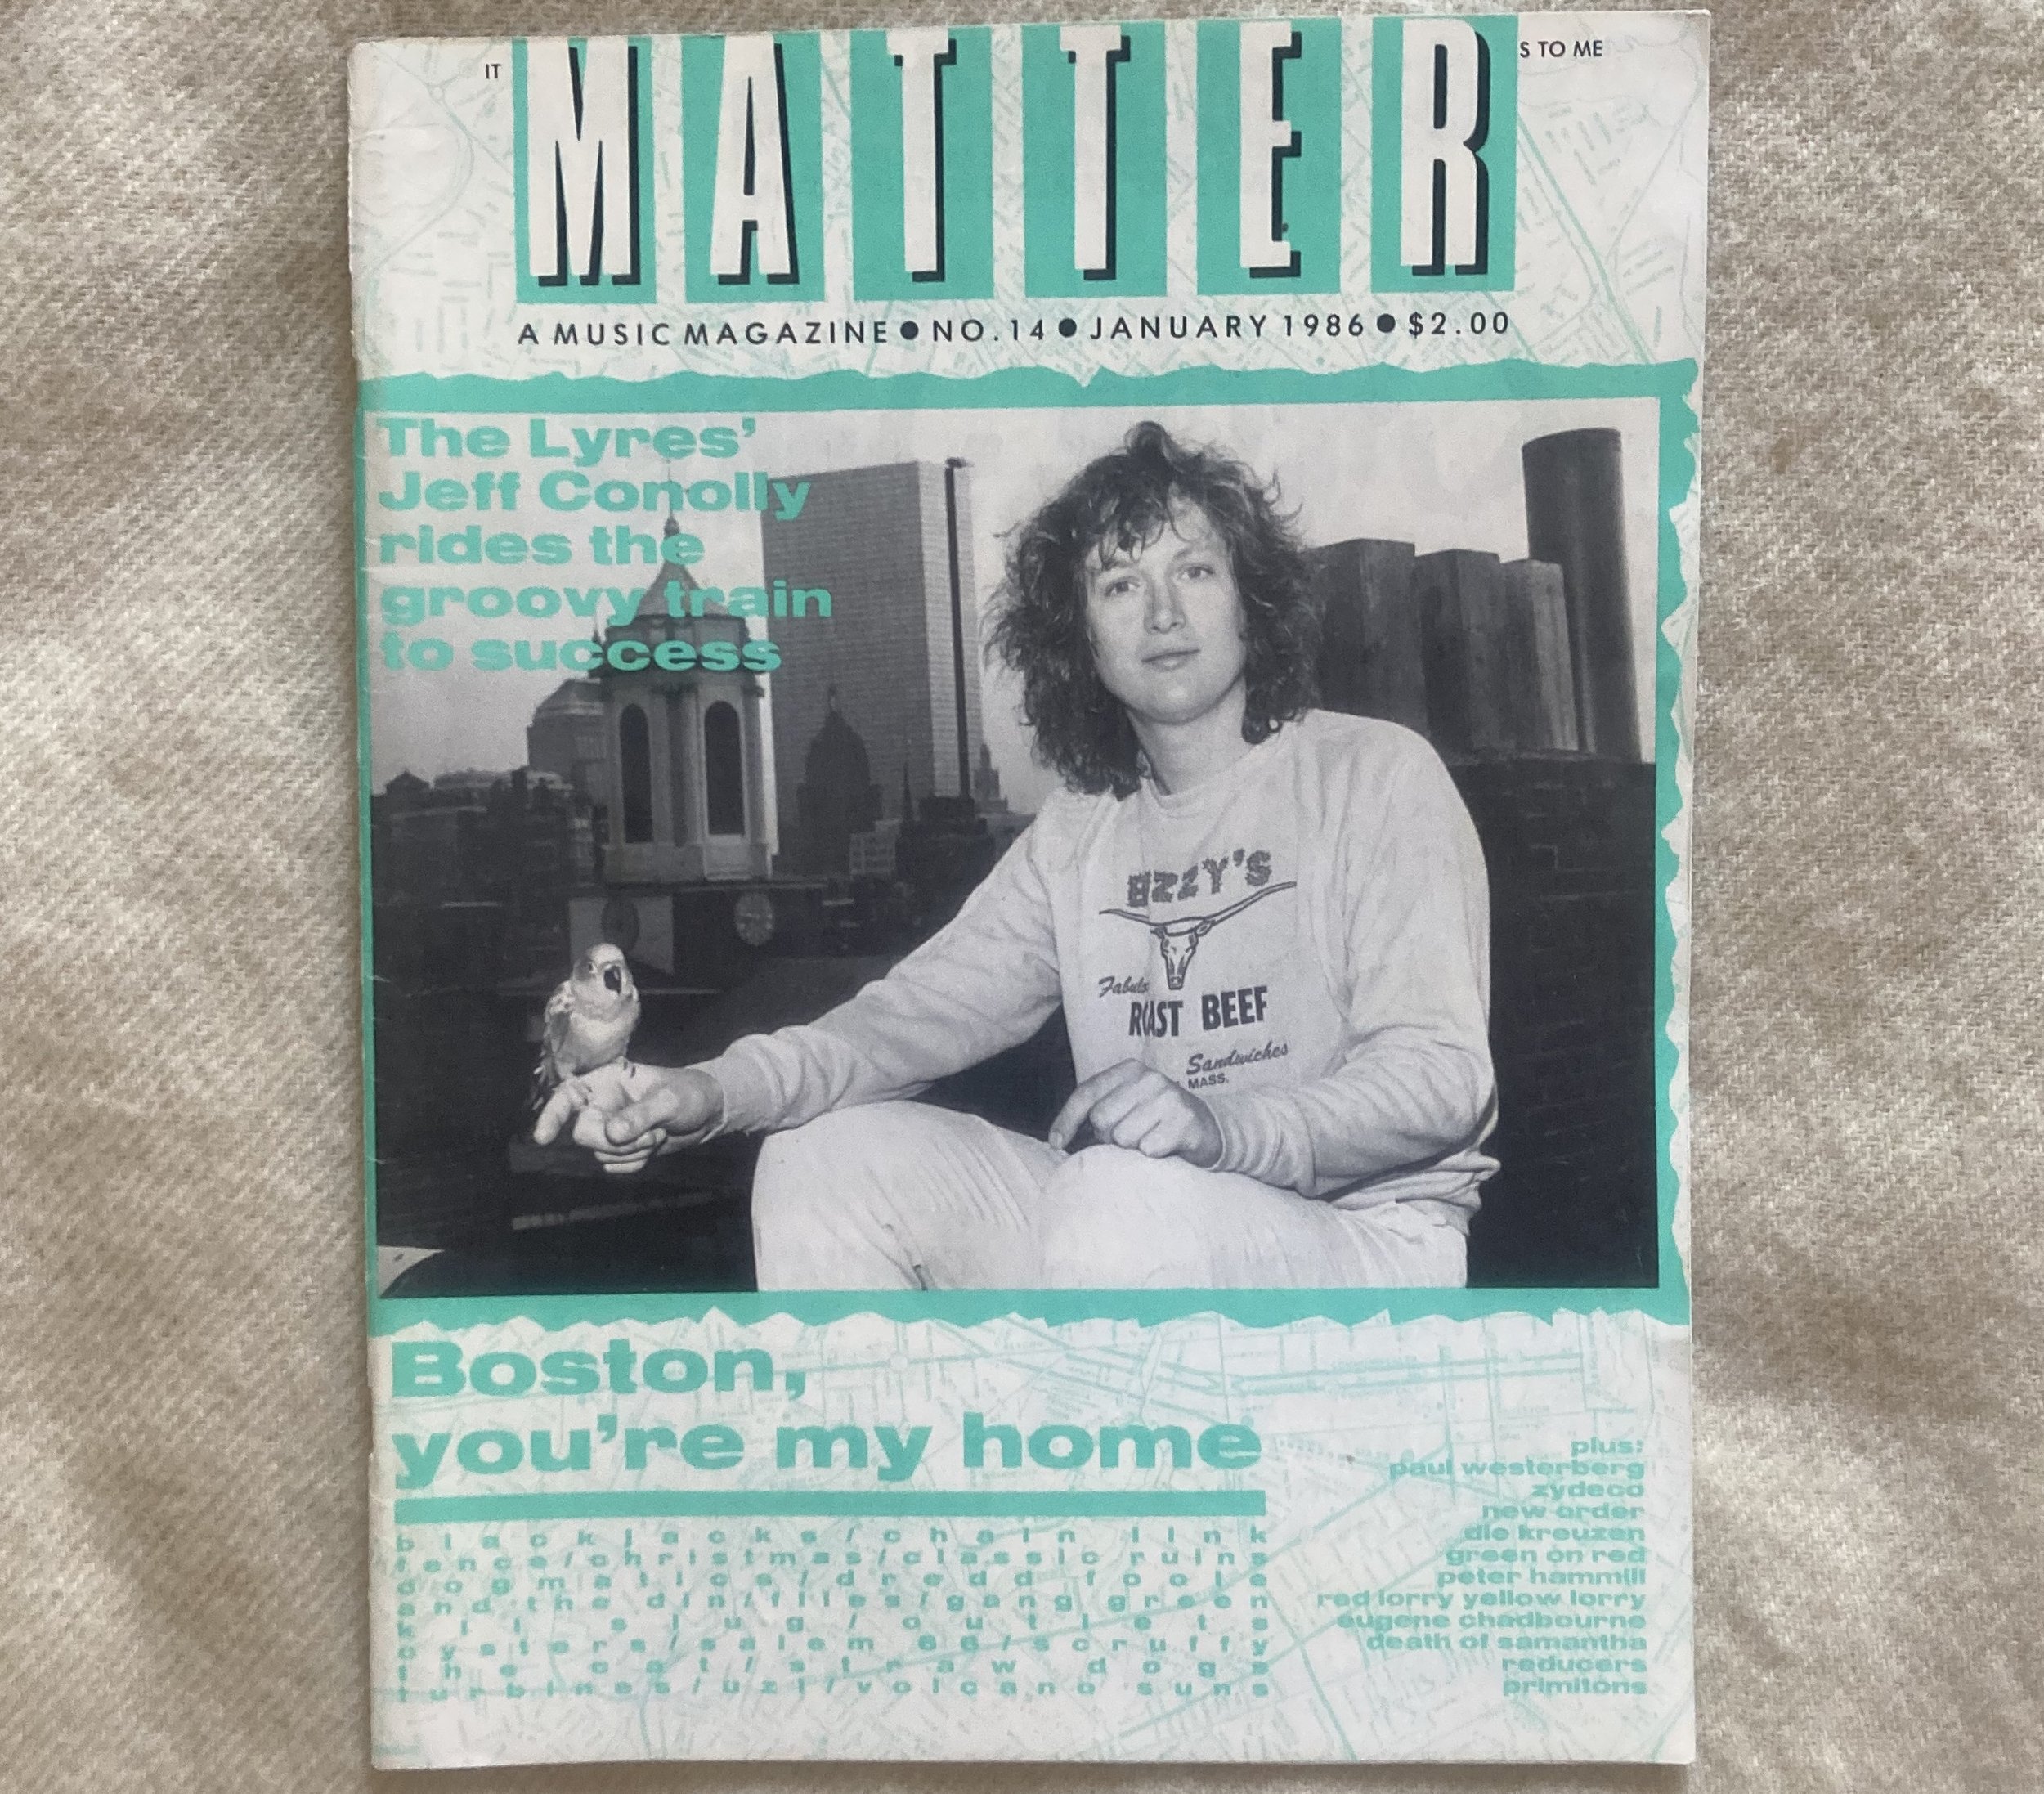 IT MATTER S TO ME
A MUSIC MAGAZINE ● NO. 14 ● JANUARY 1986 ● $2.00
The Lyres'
Jeff Conolly
rides the
groovy train
to success
ROAST BEEF
Sandwiches
MASS.
Boston,
you're my home
blackjacks/chain link
fence/christmas/classic ruins
dogmatics/dredd foole
and the din/flies/gang green
kilslug/outlets
oysters/salem 66/scruffy
the cat/straw dogs
turbines/uzi/volcano suns
plus:
paul westerberg
zydeco
new order
die kreuzen
green on red
peter hammill
red lorry yellow lorry
eugene chadbourne
death of samantha
reducers
primitons